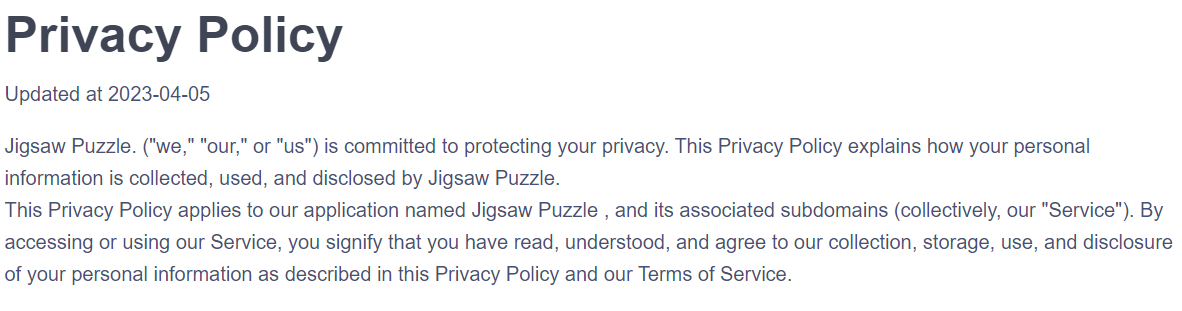 Privacy Policy
Updated at 2023-04-05
Jigsaw Puzzle. ("we," "our," or "us") is committed to protecting your privacy. This Privacy Policy explains how your personal
information is collected, used, and disclosed by Jigsaw Puzzle.
This Privacy Policy applies to our application named Jigsaw Puzzle , and its associated subdomains (collectively, our "Service"). By
accessing or using our Service, you signify that you have read, understood, and agree to our collection, storage, use, and disclosure
of your personal information as described in this Privacy Policy and our Terms of Service.